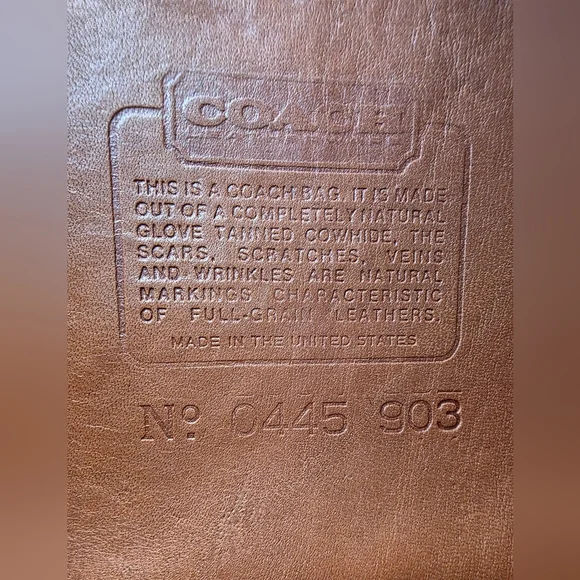 COACH
LEATHERWARE
THIS IS A COACH BAG. IT IS MADE
OUT OF A COMPLETELY NATURAL
GLOVE TANNED COWHIDE, THE
SCARS, SCRATCHES, VEINS
AND WRINKLES ARE NATURAL
MARKINGS CHARACTERISTIC
OF FULL-GRAIN LEATHERS.
MADE IN THE UNITED STATES
Nº 0445 903